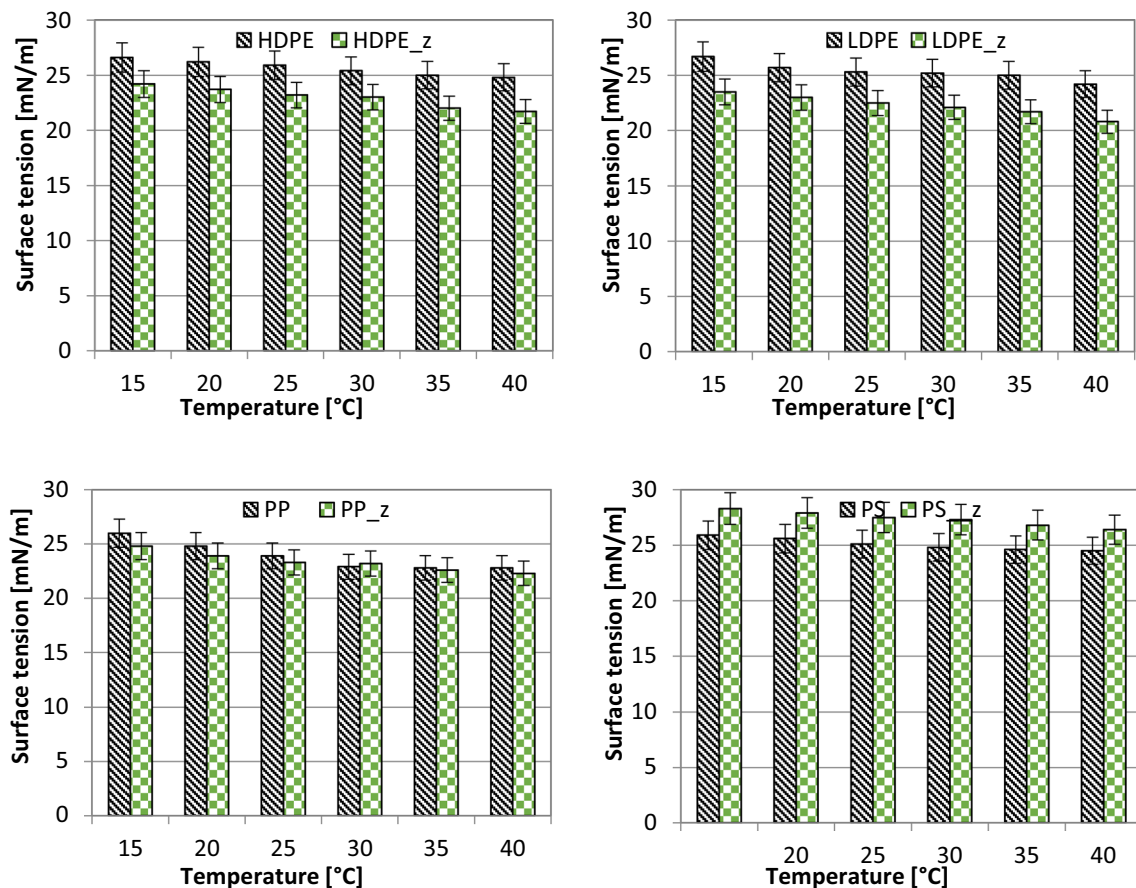 Surface tension [mN/m]
30
25
20
15
10
5
0
HDPE HDPE_z
15 20 25 30 35 40
Temperature [°C]
Surface tension [mN/m]
30
25
20
15
10
5
0
LDPE LDPE_z
15 20 25 30 35 40
Temperature [°C]
Surface tension [mN/m]
30
25
20
15
10
5
0
PP PP_z
15 20 25 30 35 40
Temperature [°C]
Surface tension [mN/m]
30
25
20
15
10
5
0
PS PS_z
20 25 30 35 40
Temperature [°C]